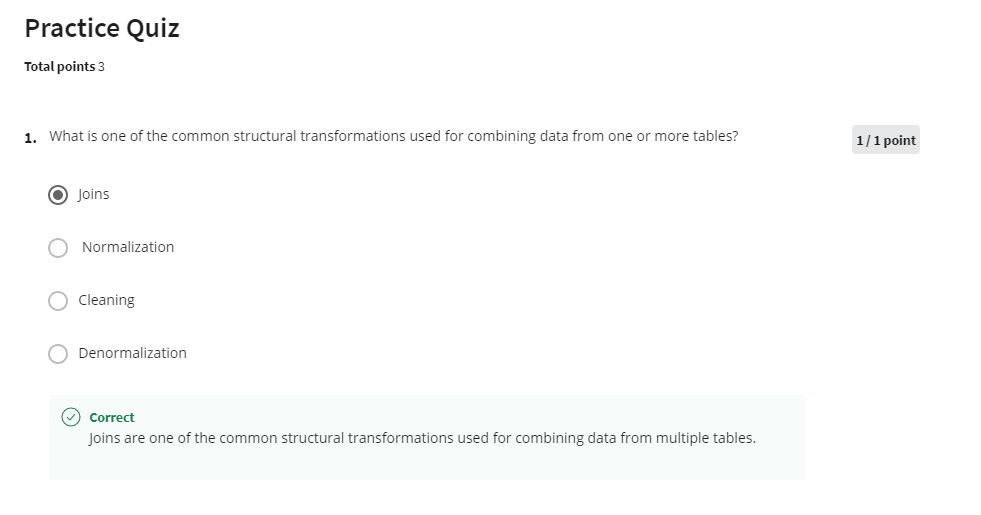 Practice Quiz
Total points 3
1. What is one of the common structural transformations used for combining data from one or more tables?
1 / 1 point
Joins
Normalization
Cleaning
Denormalization
Correct
Joins are one of the common structural transformations used for combining data from multiple tables.